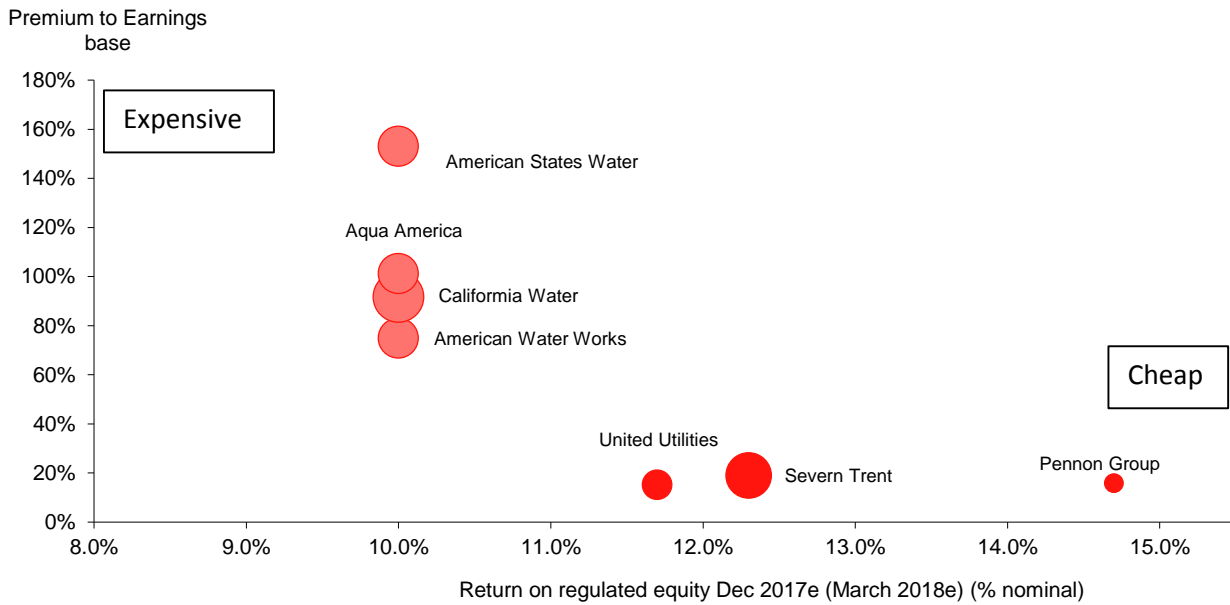 Premium to Earnings
base
180%
Expensive
160%
American States Water
140%
120%
Aqua America
100%
California Water
80%
American Water Works
60%
Cheap
40%
United Utilities
20%
Severn Trent
Pennon Group
0%
8.0% 9.0% 10.0% 11.0% 12.0% 13.0% 14.0% 15.0%
Return on regulated equity Dec 2017e (March 2018e) (% nominal)